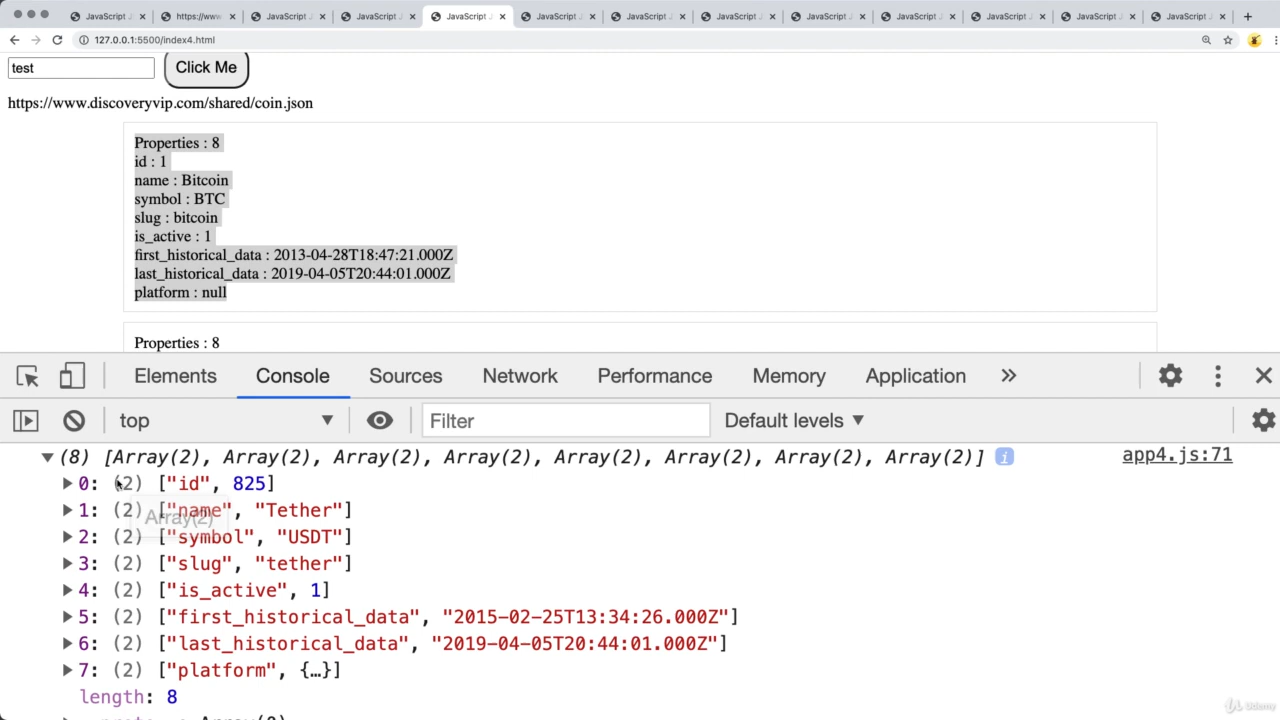 JavaScript J https://www JavaScript J JavaScript J JavaScript J JavaScript J JavaScript J JavaScript J JavaScript J JavaScript J JavaScript J JavaScript J JavaScript J
127.0.0.1:5500/index4.html
test Click Me
https://www.discoveryvip.com/shared/coin.json
Properties : 8
id : 1
name : Bitcoin
symbol : BTC
slug : bitcoin
is_active : 1
first_historical_data : 2013-04-28T18:47:21.000Z
last_historical_data : 2019-04-05T20:44:01.000Z
platform : null
Properties : 8
Elements Console Sources Network Performance Memory Application »
top Filter Default levels
(8) [Array(2), Array(2), Array(2), Array(2), Array(2), Array(2), Array(2), Array(2)] i app4.js:71
0: (2) ["id", 825]
1: (2) ["name", "Tether"]
Array(2)
2: (2) ["symbol", "USDT"]
3: (2) ["slug", "tether"]
4: (2) ["is_active", 1]
5: (2) ["first_historical_data", "2015-02-25T13:34:26.000Z"]
6: (2) ["last_historical_data", "2019-04-05T20:44:01.000Z"]
7: (2) ["platform", {…}]
length: 8
Udemy